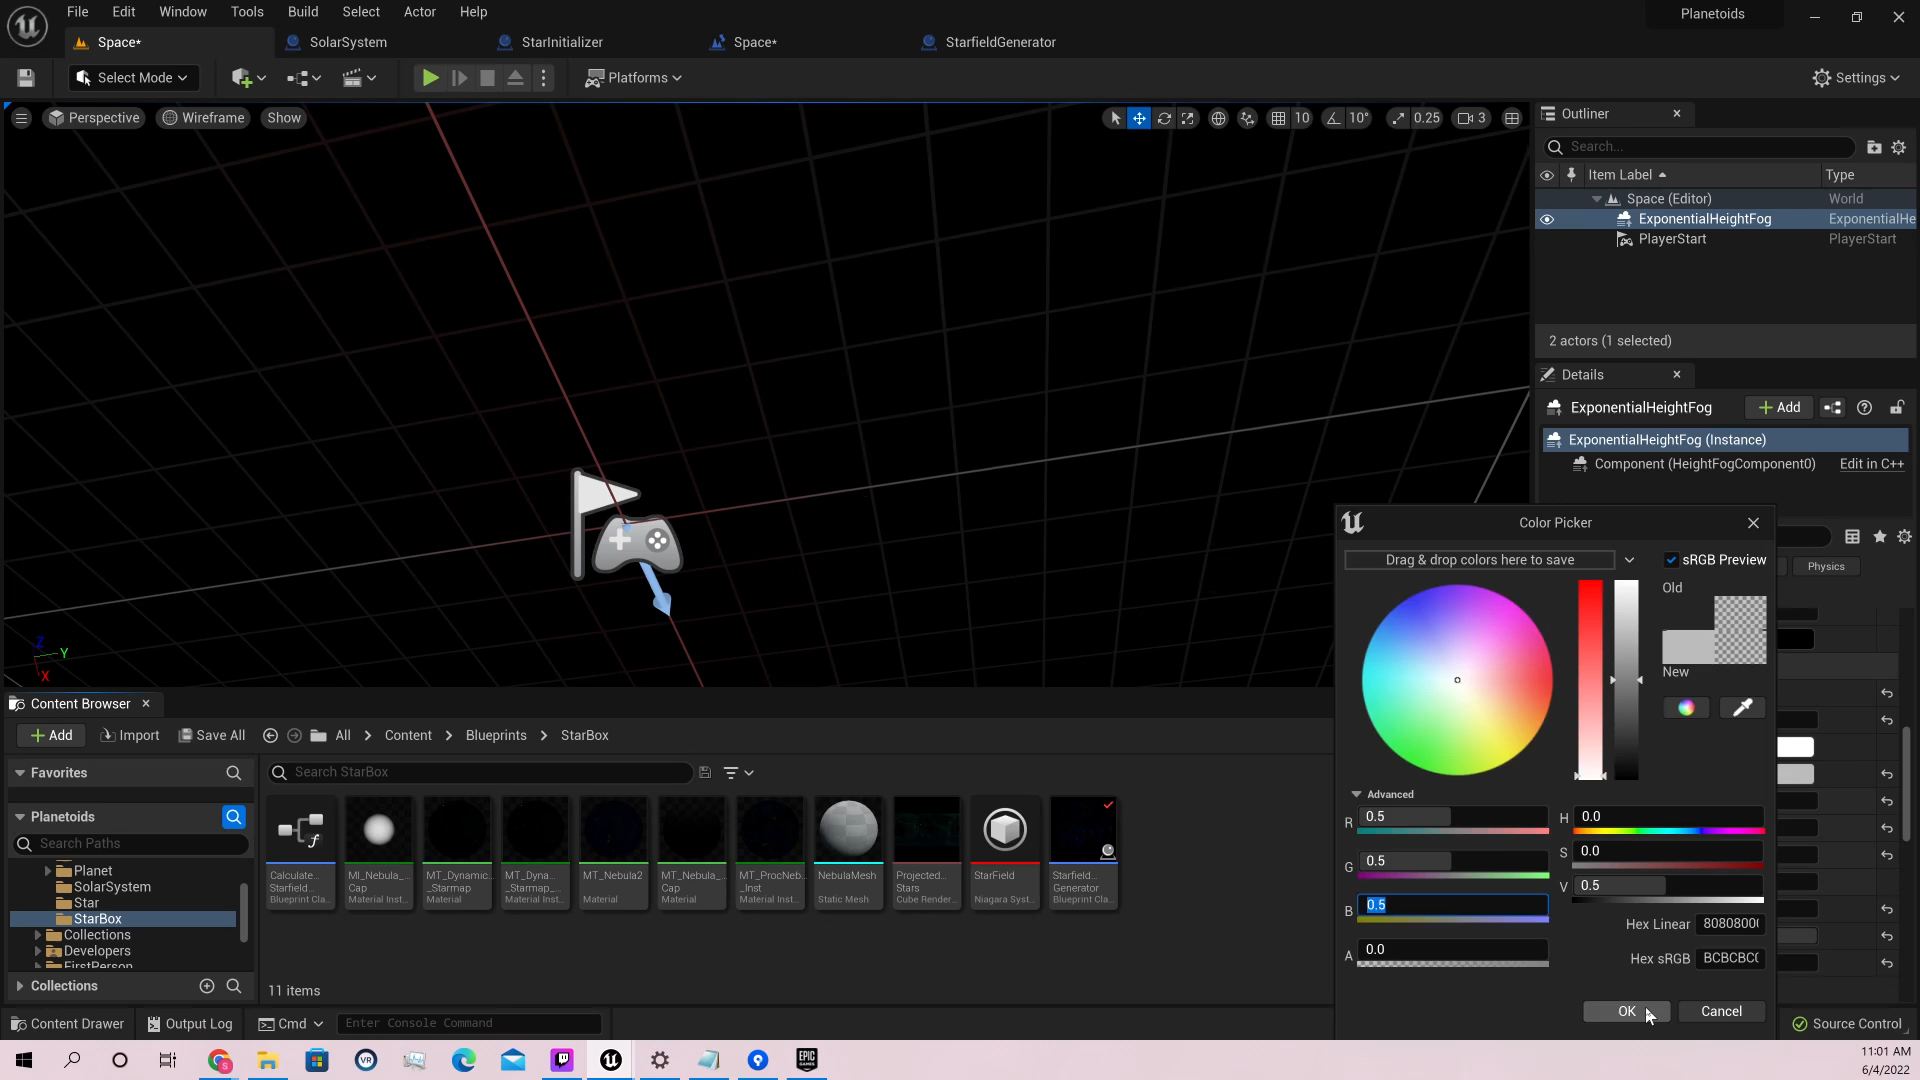 File Edit Window Tools Build Select Actor Help
Planetoids
Space* SolarSystem StarInitializer Space* StarfieldGenerator
Select Mode Platforms Settings
Perspective Wireframe Show 10 10° 0.25 3
Outliner
Search...
Item Label Type
Space (Editor) World
ExponentialHeightFog ExponentialHe
PlayerStart PlayerStart
2 actors (1 selected)
Details
ExponentialHeightFog Add
ExponentialHeightFog (Instance)
Component (HeightFogComponent0) Edit in C++
Physics
Color Picker
Drag & drop colors here to save sRGB Preview
Old
New
Advanced
R 0.5 H 0.0
G 0.5 S 0.0
B 0.5 V 0.5
A 0.0
Hex Linear 8080800
Hex sRGB BCBCBC
OK Cancel
Z
Y
X
Content Browser
Add Import Save All All Content Blueprints StarBox
Favorites
Search StarBox
Planetoids
Search Paths
Planet
SolarSystem
Star
StarBox
Collections
Developers
FirstPerson
Collections
Calculate...
Starfield...
Blueprint Cla...
MI_Nebula_...
Cap
Material Inst...
MT_Dynamic...
_Starmap
Material
MT_Dyna...
_Starmap_...
Material Inst...
MT_Nebula2
Material
MT_Nebula_...
Cap
Material
MT_ProcNeb...
_Inst
Material Inst...
NebulaMesh
Static Mesh
Projected...
Stars
Cube Render...
StarField
Niagara Syst...
Starfield...
Generator
Blueprint Cla...
11 items
Content Drawer Output Log Cmd Enter Console Command Source Control
11:01 AM
6/4/2022